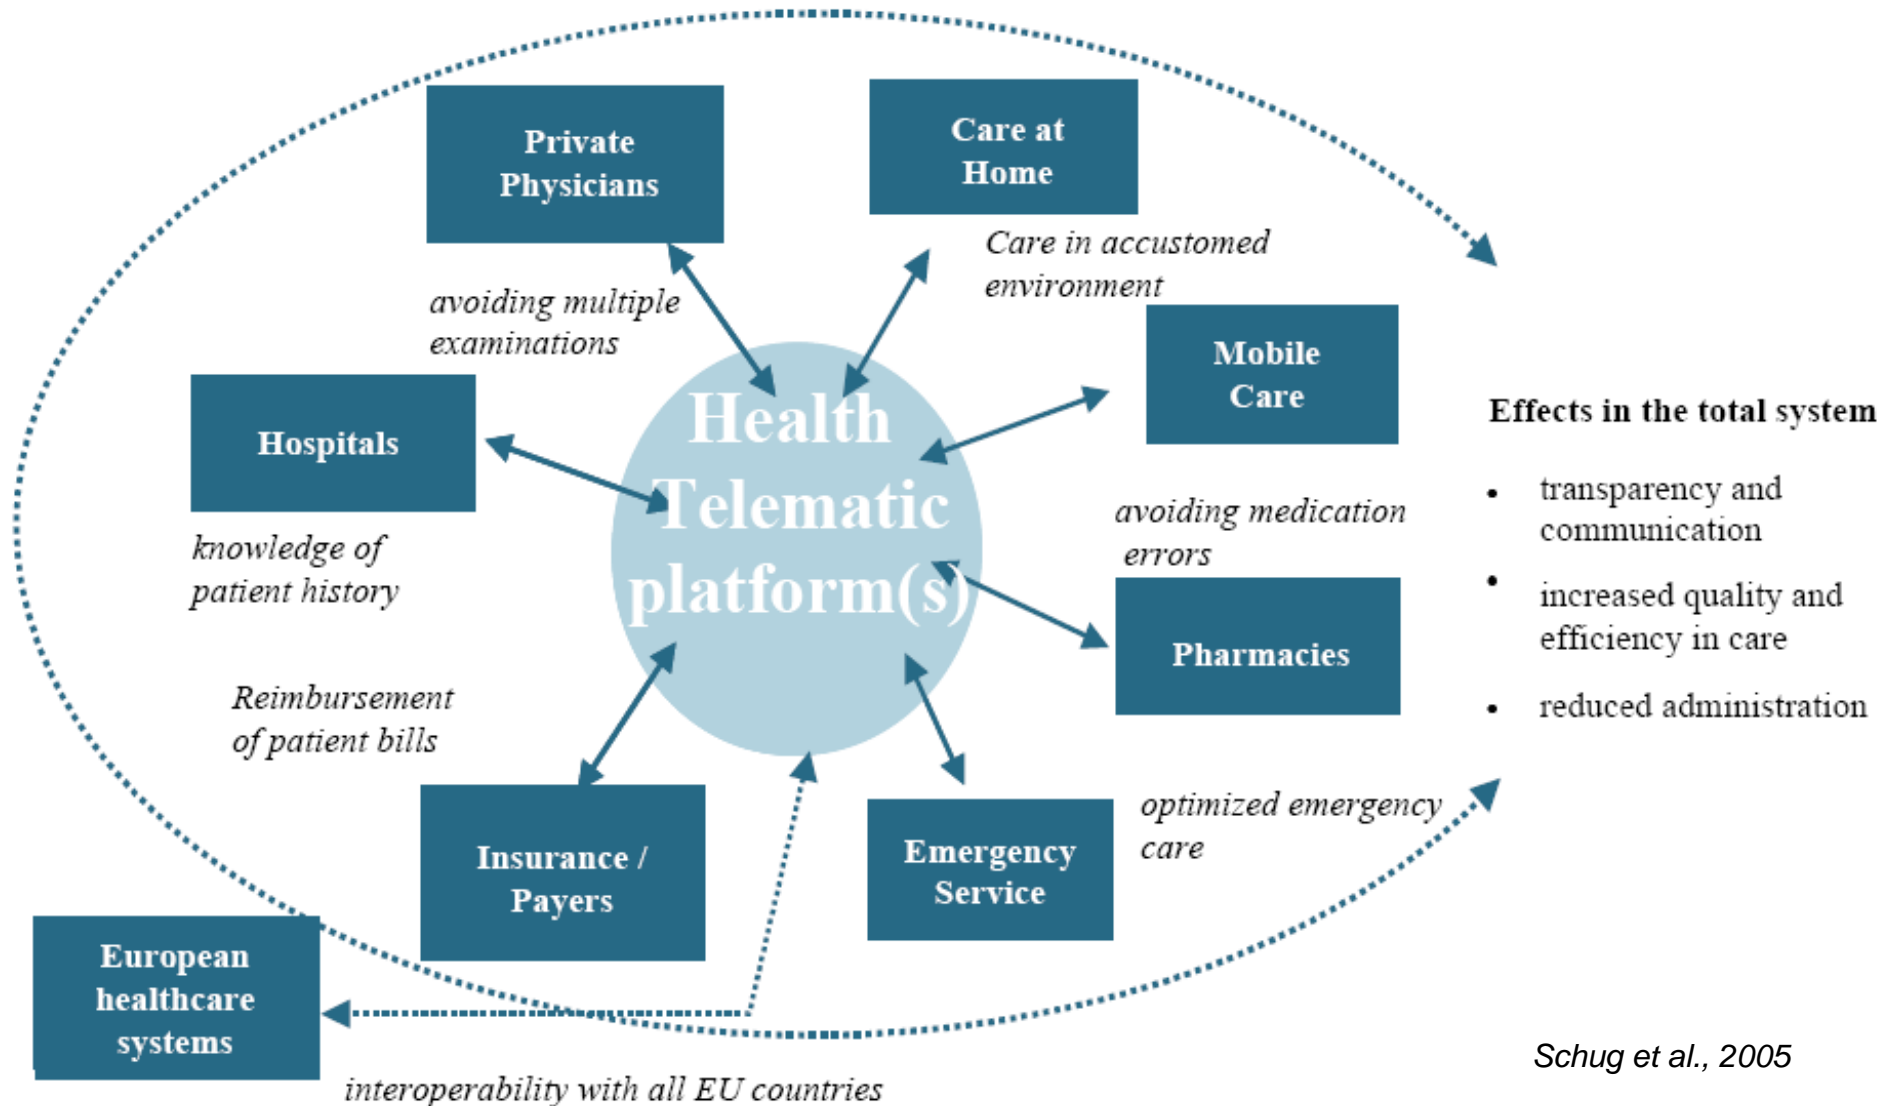 Private
Physicians
Care at
Home
Care in accustomed
environment
avoiding multiple
examinations
Mobile
Care
Hospitals
Health
Telematic
platform(s)
knowledge of
patient history
avoiding medication
errors
Pharmacies
Reimbursement
of patient bills
Insurance /
Payers
Emergency
Service
optimized emergency
care
European
healthcare
systems
interoperability with all EU countries
Effects in the total system
• transparency and
communication
• increased quality and
efficiency in care
• reduced administration
Schug et al., 2005